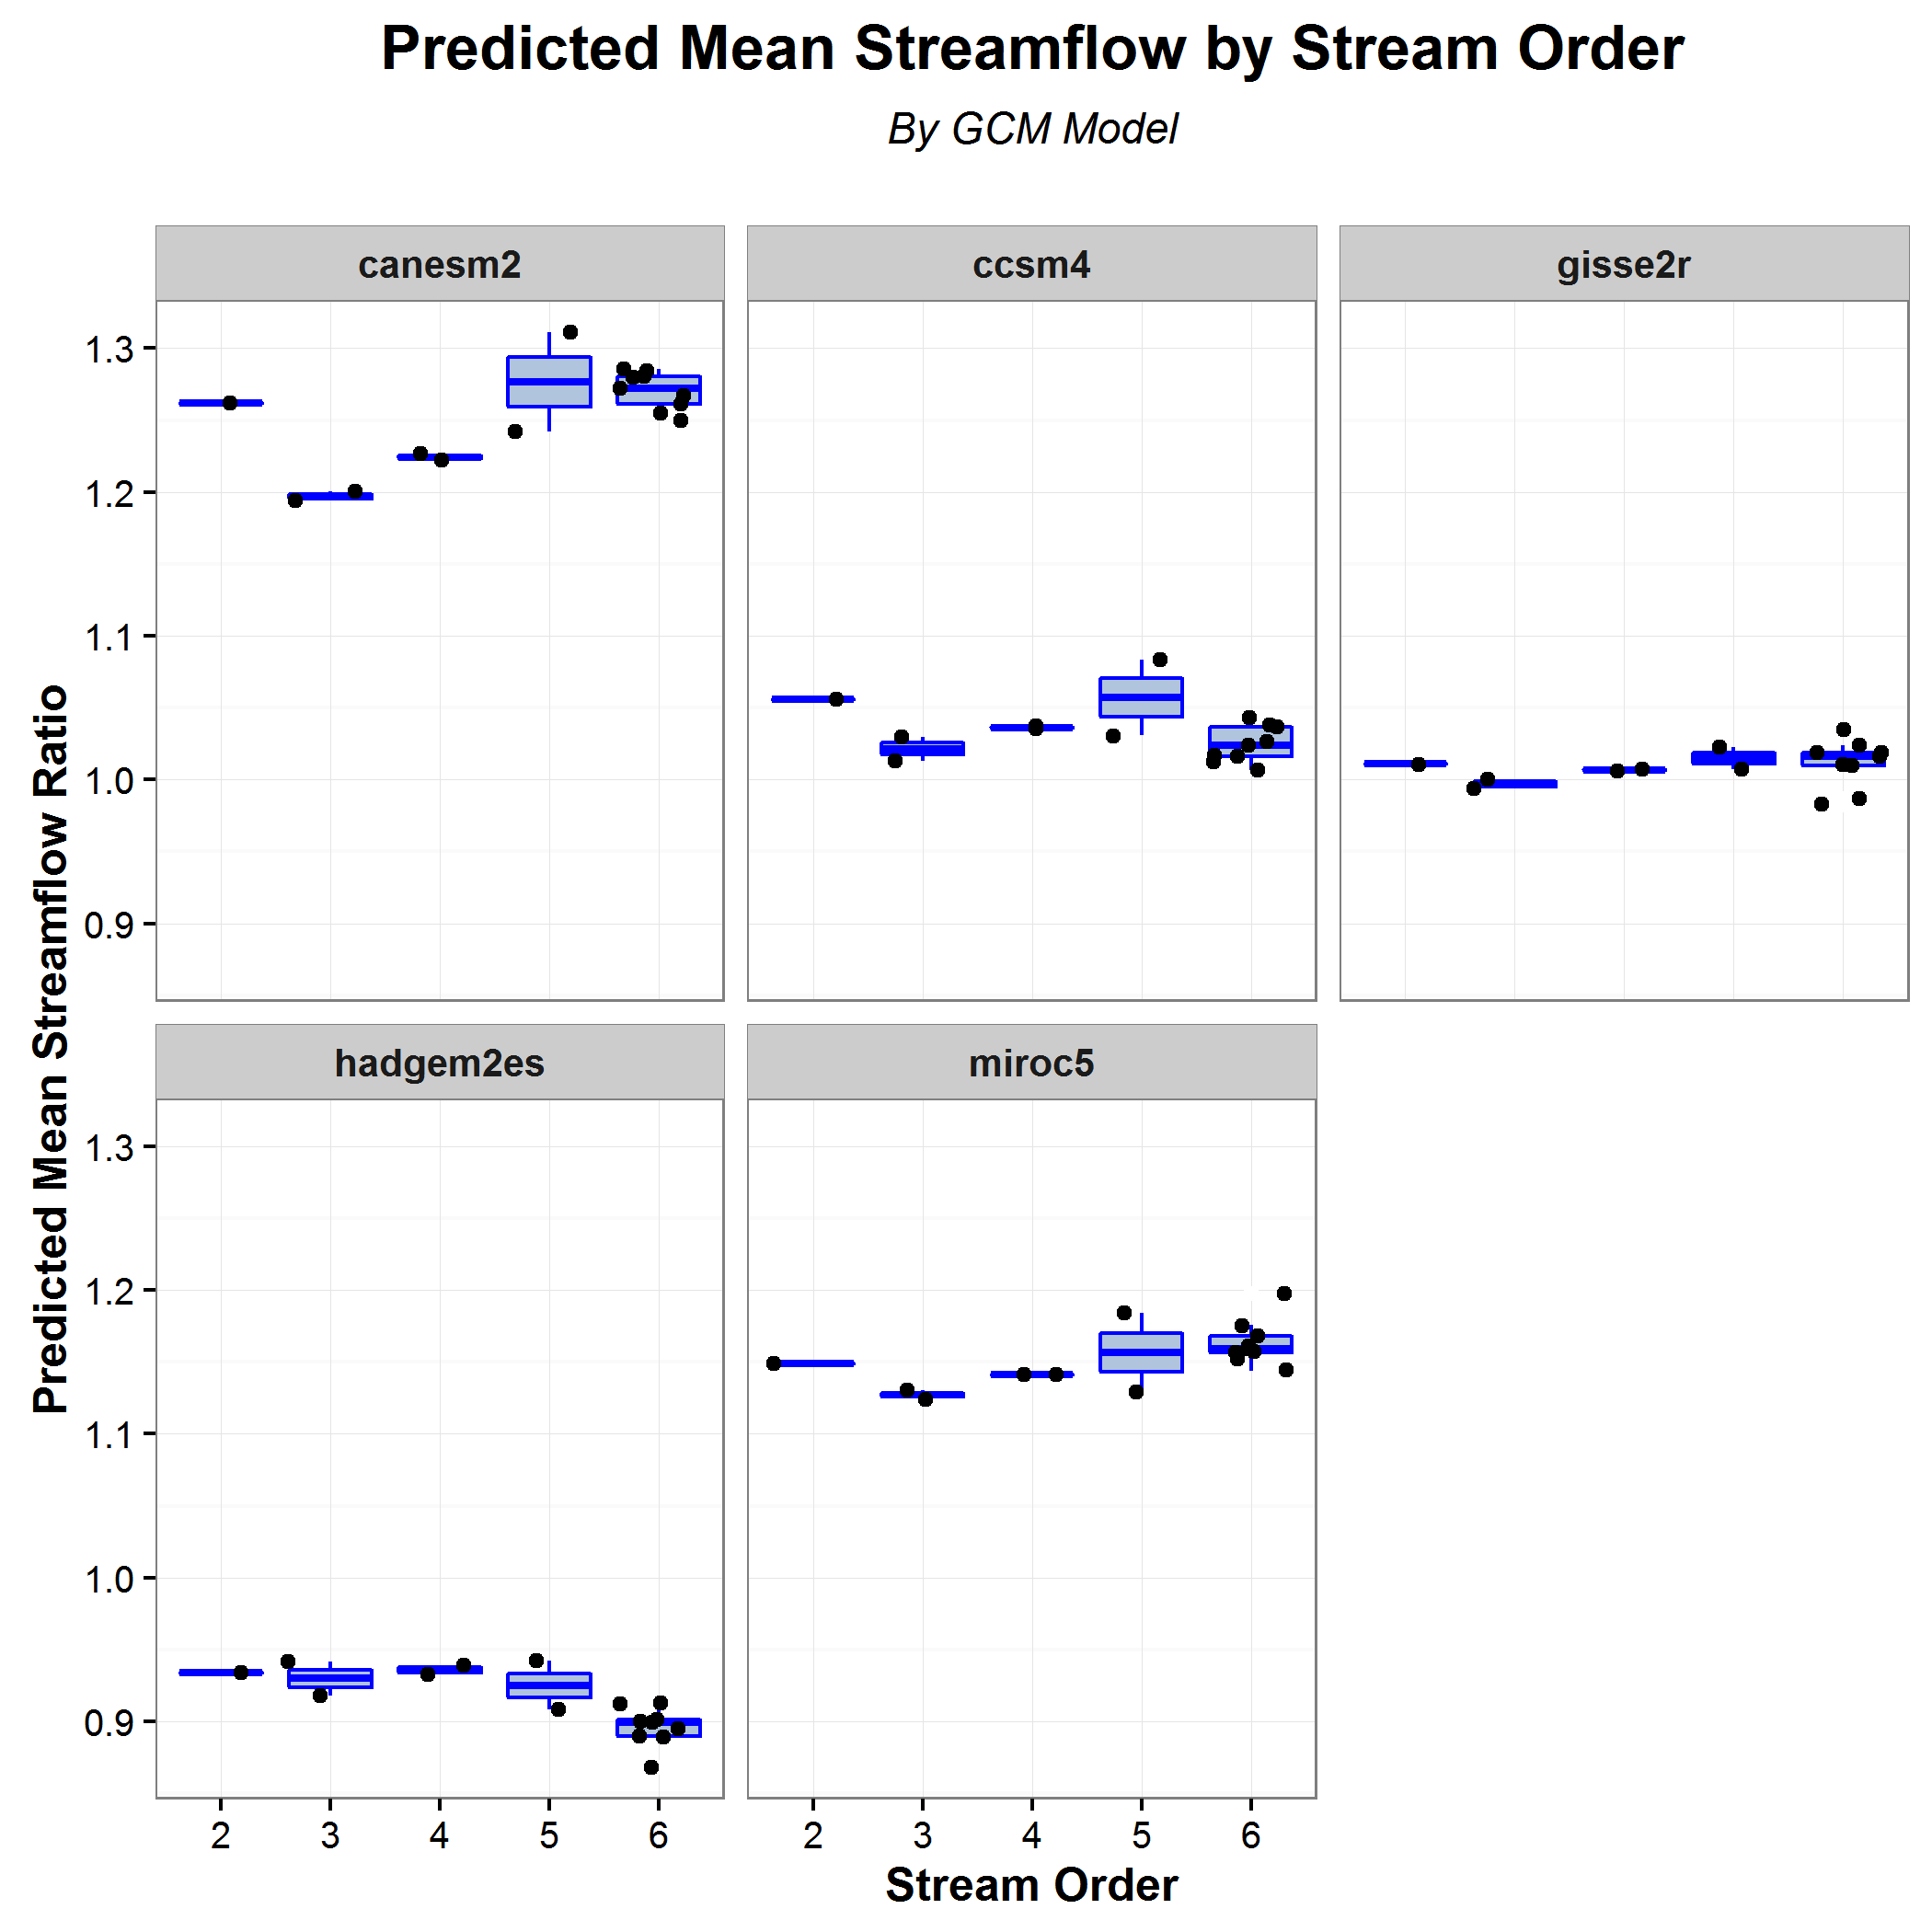 Predicted Mean Streamflow by Stream Order
By GCM Model
canesm2
ccsm4
gisse2r
1.3
1.2
1.1
1.0
0.9
Predicted Mean Streamflow Ratio
hadgem2es
miroc5
1.3
1.2
1.1
1.0
0.9
2 3 4 5 6
2 3 4 5 6
Stream Order